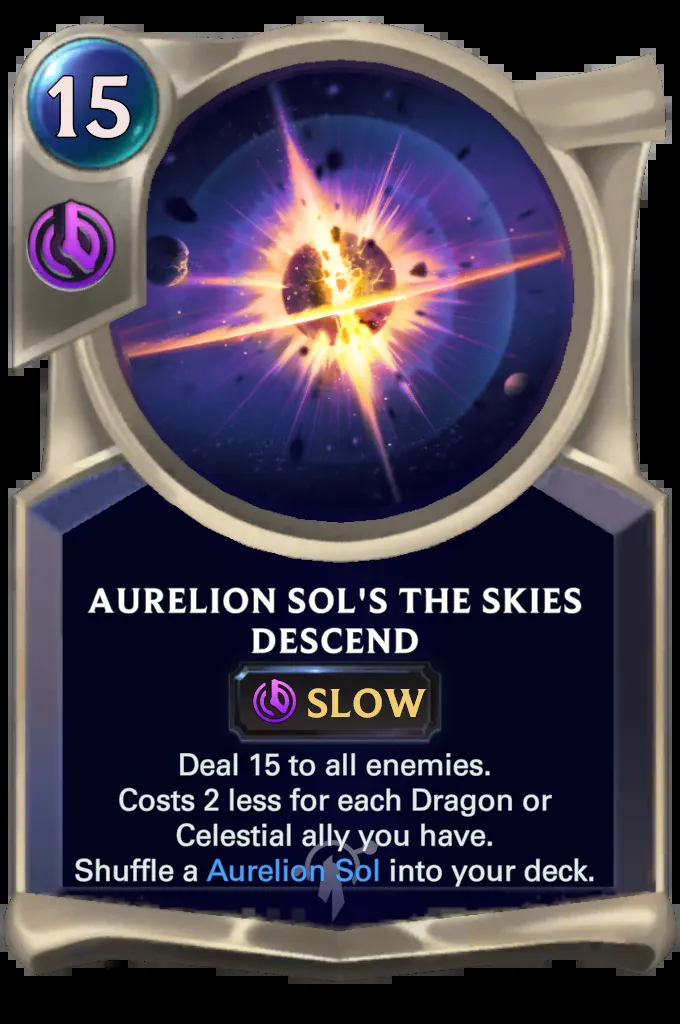 15
AURELION SOL'S THE SKIES
DESCEND
SLOW
Deal 15 to all enemies.
Costs 2 less for each Dragon or
Celestial ally you have.
Shuffle a Aurelion Sol into your deck.